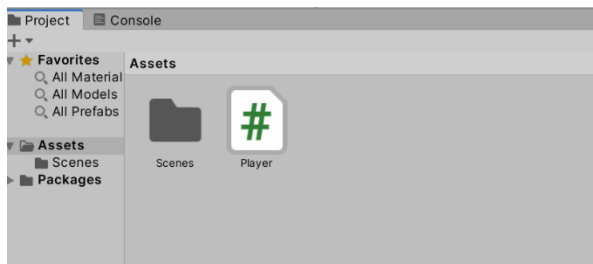 Project Console
Favorites
All Material
All Models
All Prefabs
Assets
Scenes
Packages
Assets
Scenes
Player